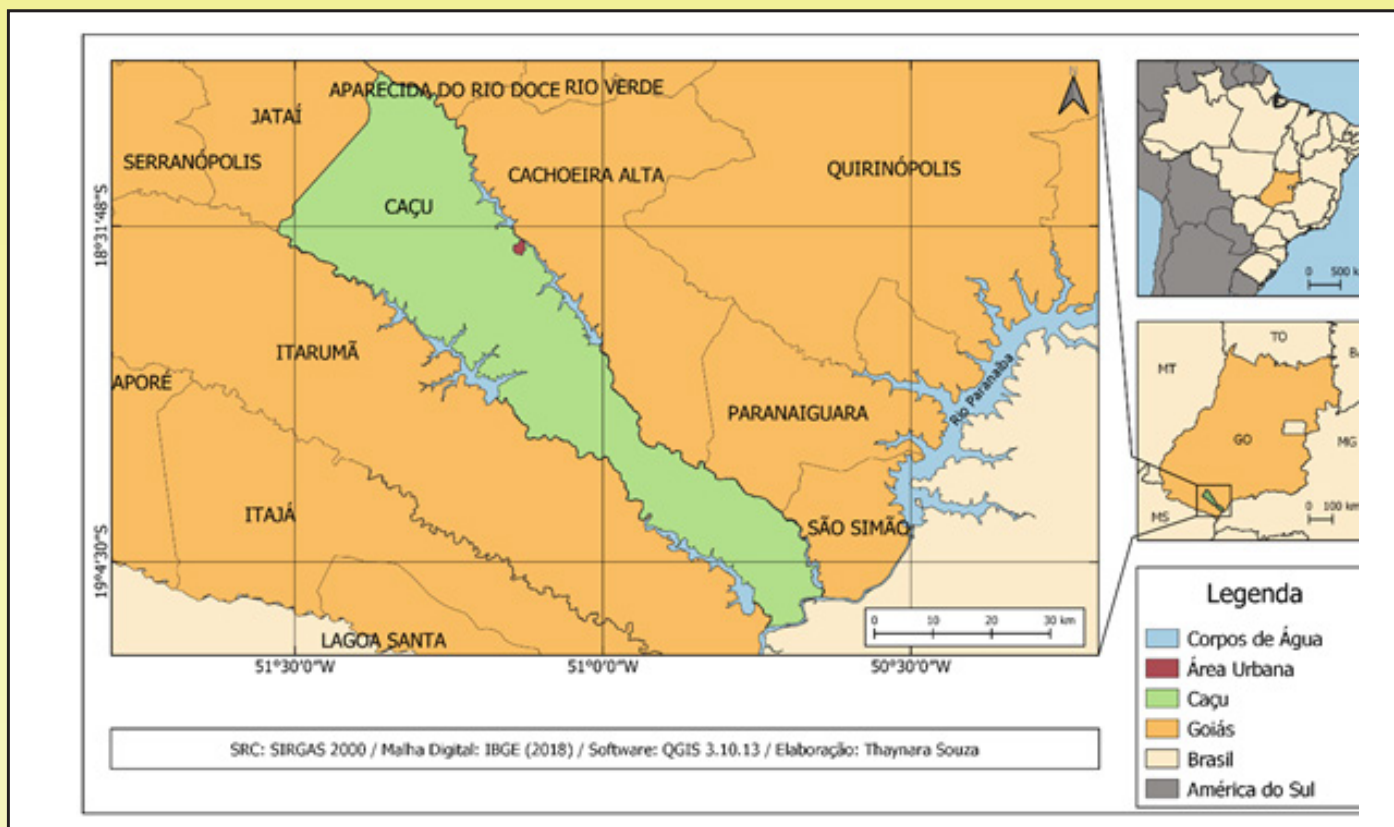 APARECIDA DO RIO DOCE
RIO VERDE
JATAÍ
SERRANÓPOLIS
CACHOEIRA ALTA
QUIRINÓPOLIS
CAÇU
18°31'48"S
ITARUMÃ
APORÉ
PARANAIGUARA
Rio Paranaíba
ITAJÁ
SÃO SIMÃO
19°4'30"S
LAGOA SANTA
0 10 20 30 km
51°30'0"W 51°0'0"W 50°30'0"W
0 500 k
TO
MT
BA
GO
MG
MS
0 100 km
Legenda
Corpos de Água
Área Urbana
Caçu
Goiás
Brasil
América do Sul
SRC: SIRGAS 2000 / Malha Digital: IBGE (2018) / Software: QGIS 3.10.13 / Elaboração: Thaynara Souza